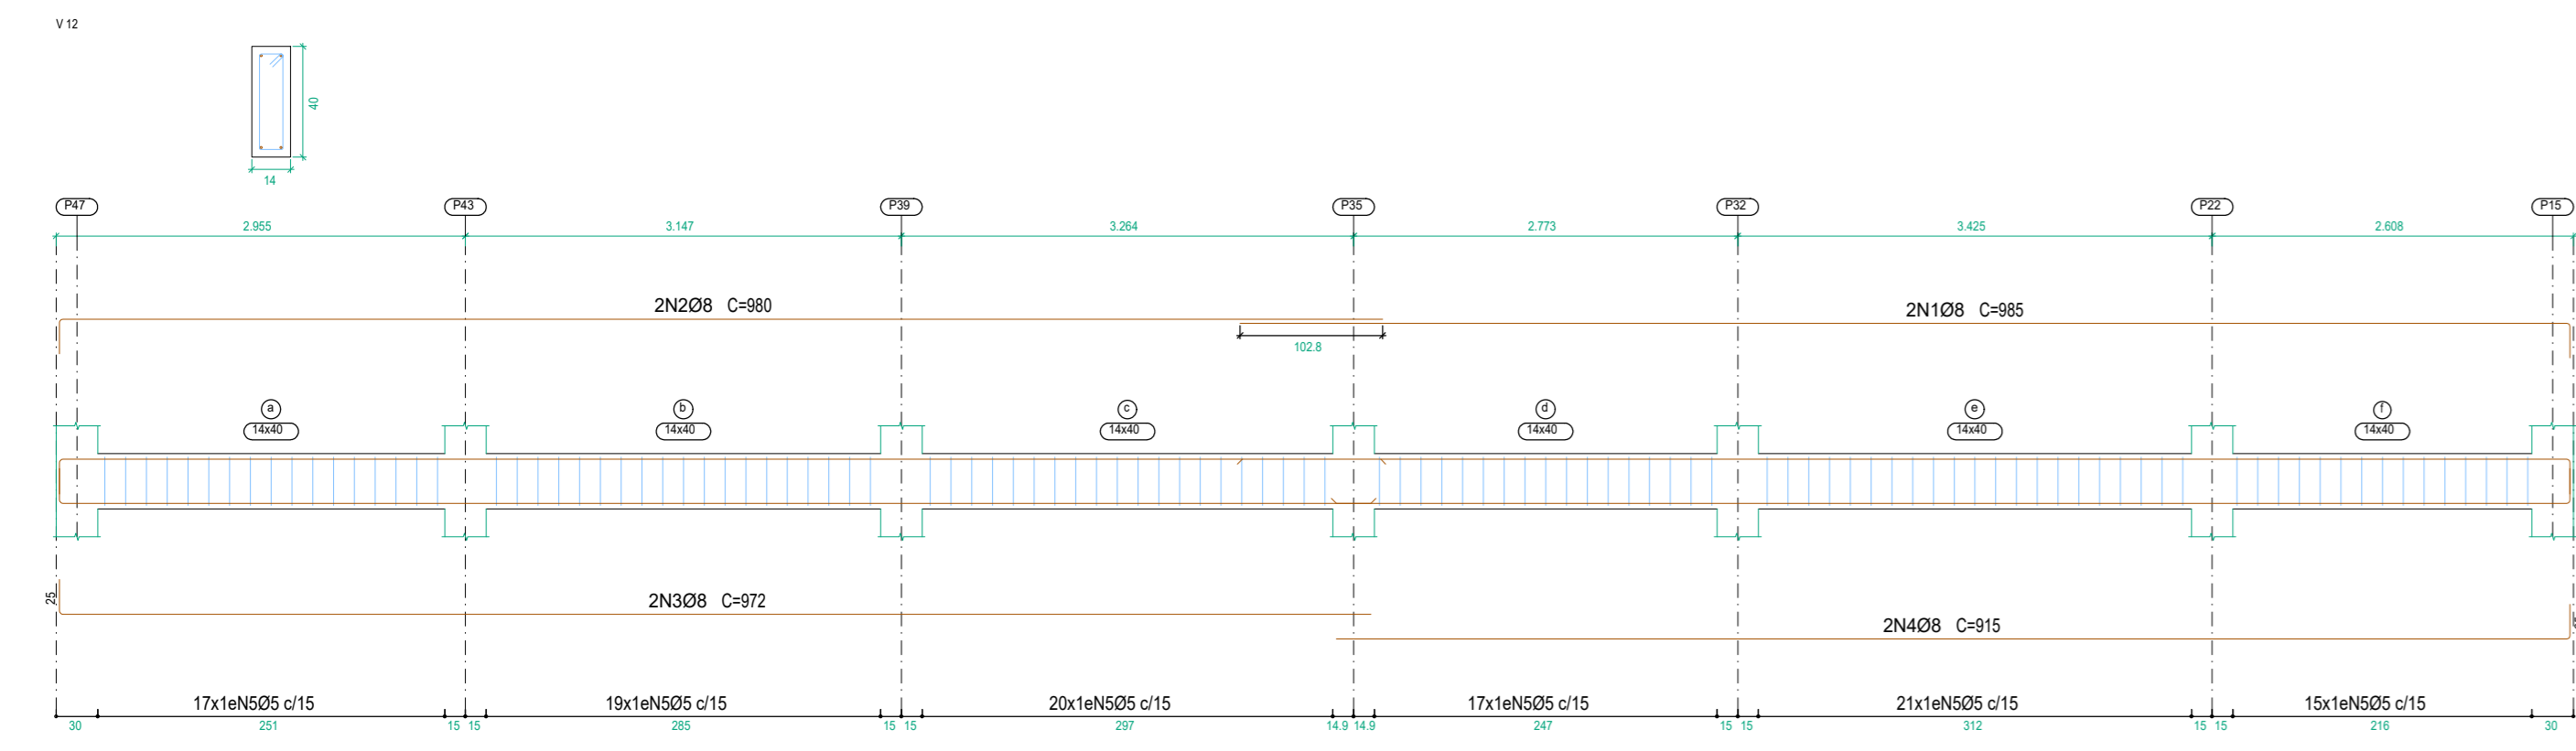 V 12
40
14
P47 P43 P39 P35 P32 P22 P15
2.955 3.147 3.264 2.773 3.425 2.608
2N2Ø8 C=980 2N1Ø8 C=985
102.8
a b c d e f
14x40 14x40 14x40 14x40 14x40 14x40
25
2N3Ø8 C=972
2N4Ø8 C=915
17x1eN5Ø5 c/15 19x1eN5Ø5 c/15 20x1eN5Ø5 c/15 17x1eN5Ø5 c/15 21x1eN5Ø5 c/15 15x1eN5Ø5 c/15
30 251 15 15 285 15 15 297 14.9 14.9 247 15 15 312 15 15 216 30